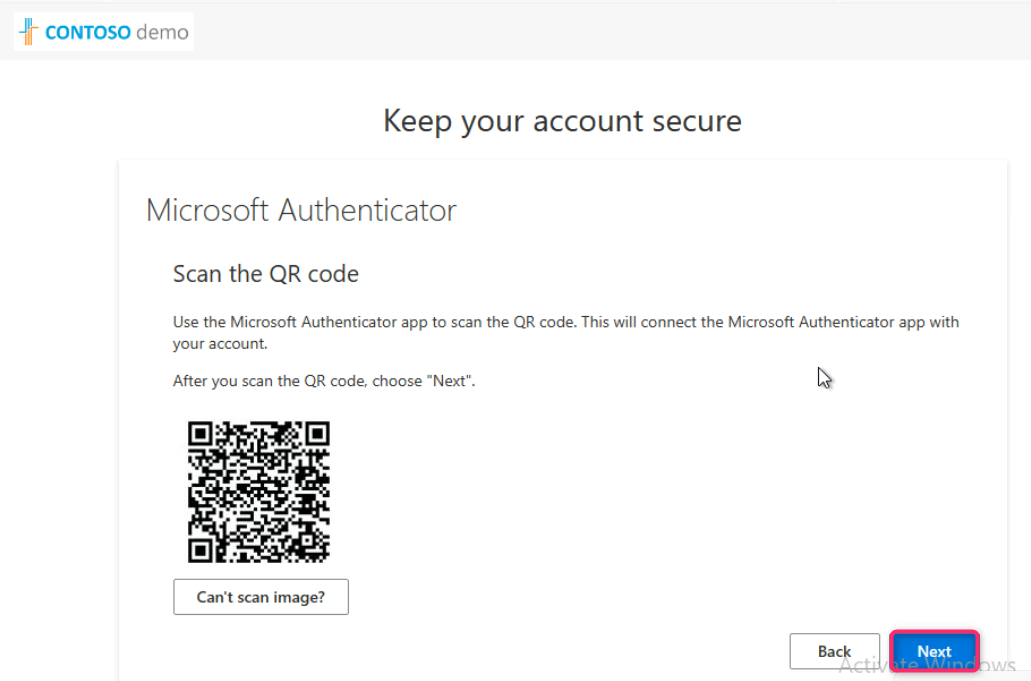 CONTOSO demo
Keep your account secure
Microsoft Authenticator
Scan the QR code
Use the Microsoft Authenticator app to scan the QR code. This will connect the Microsoft Authenticator app with
your account.
After you scan the QR code, choose "Next".
Can't scan image?
Back
Next
Activate Windows